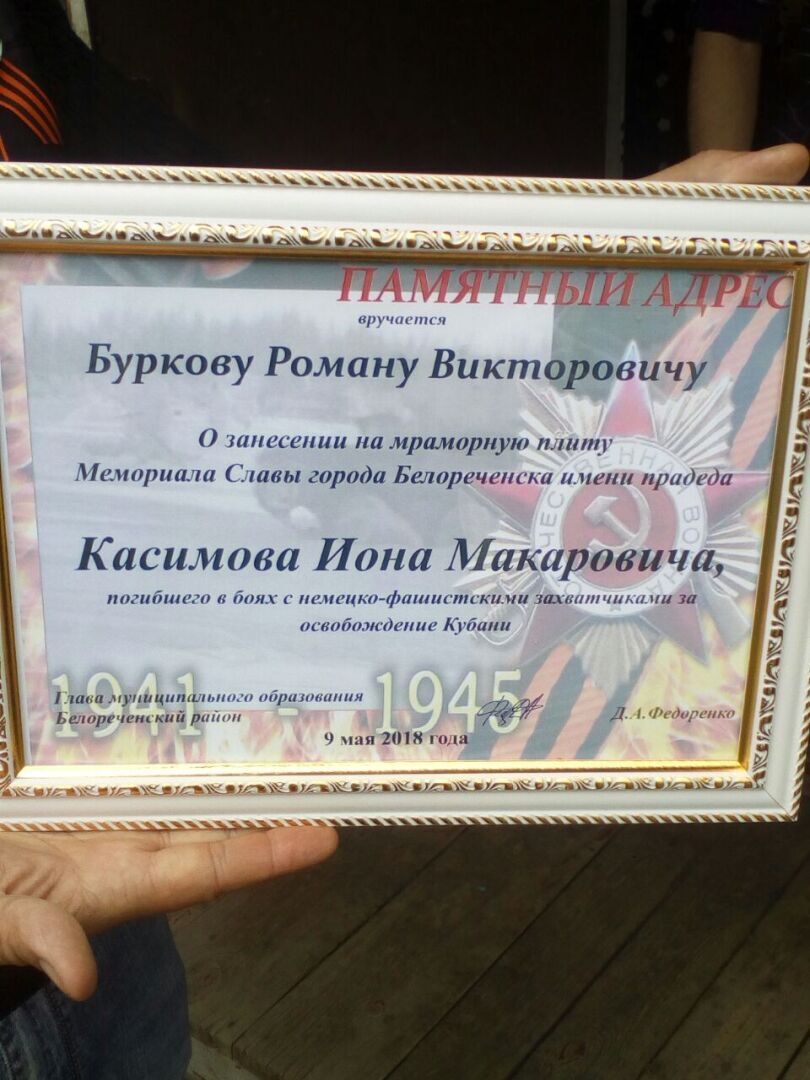 ПАМЯТНЫЙ АДРЕС
вручается
Буркову Роману Викторовичу
О занесении на мраморную плиту
Мемориала Славы города Белореченска имени прадеда
Касимова Иона Макаровича,
погибшего в боях с немецко-фашистскими захватчиками за
освобождение Кубани
ЧЕСТВЕННАЯ ВОЙН
1941 - 1945
Глава муниципального образования
Белореченский район
Д.А.Федоренко
9 мая 2018 года